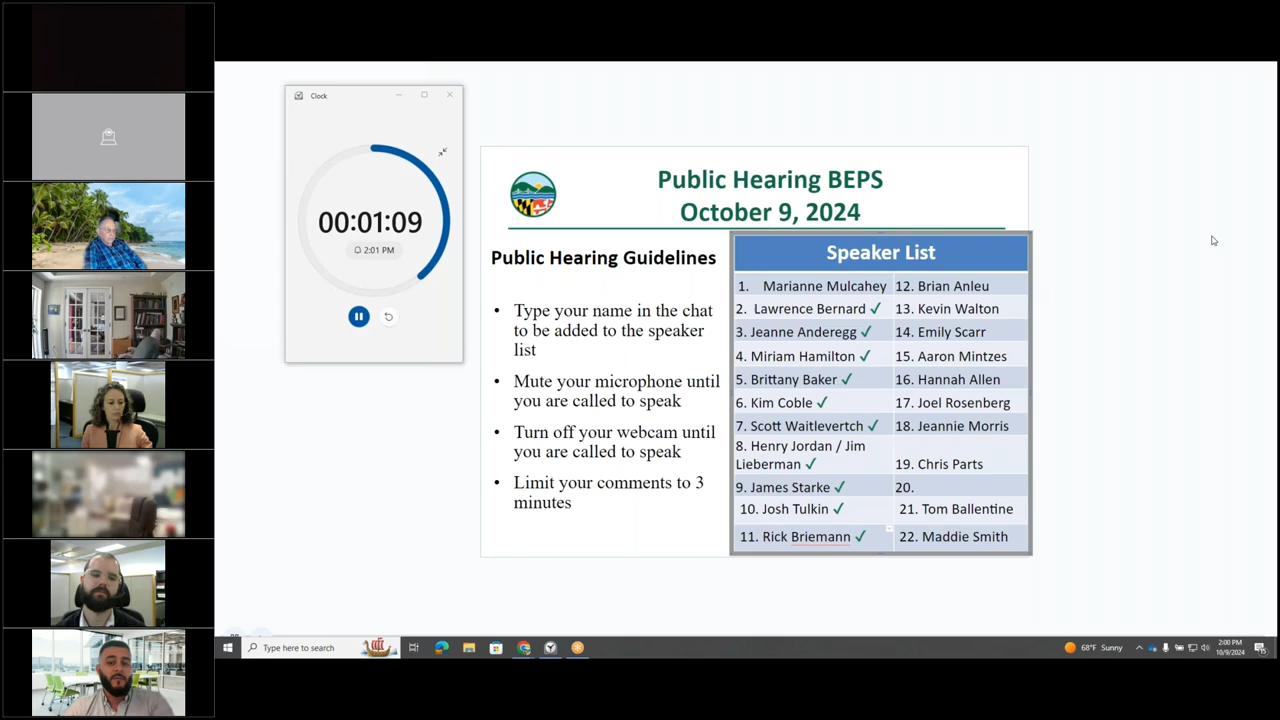 Clock
00:01:09
2:01 PM
Public Hearing BEPS
October 9, 2024
Public Hearing Guidelines
• Type your name in the chat
to be added to the speaker
list
• Mute your microphone until
you are called to speak
• Turn off your webcam until
you are called to speak
• Limit your comments to 3
minutes
Speaker List
1. Marianne Mulcahey
2. Lawrence Bernard ✓
3. Jeanne Anderegg ✓
4. Miriam Hamilton ✓
5. Brittany Baker ✓
6. Kim Coble ✓
7. Scott Waitlevertch ✓
8. Henry Jordan / Jim
Lieberman ✓
9. James Starke ✓
10. Josh Tulkin ✓
11. Rick Briemann ✓
12. Brian Anleu
13. Kevin Walton
14. Emily Scarr
15. Aaron Mintzes
16. Hannah Allen
17. Joel Rosenberg
18. Jeannie Morris
19. Chris Parts
20.
21. Tom Ballentine
22. Maddie Smith
Type here to search
68°F Sunny
2:00 PM
10/9/2024